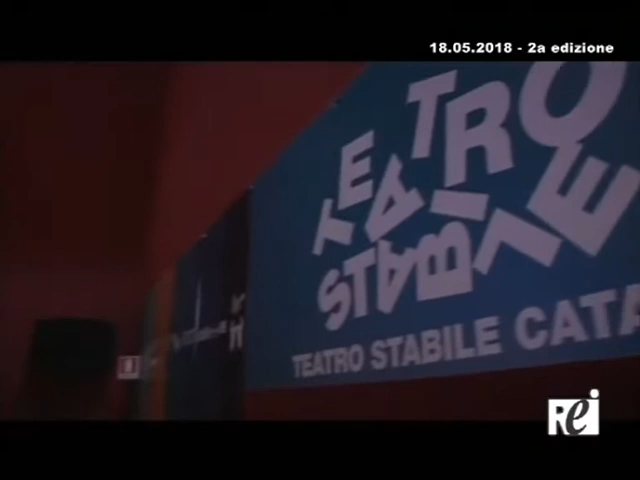 18.05.2018 - 2a edizione
TEATRO
STABILE
TEATRO STABILE CATA
REi